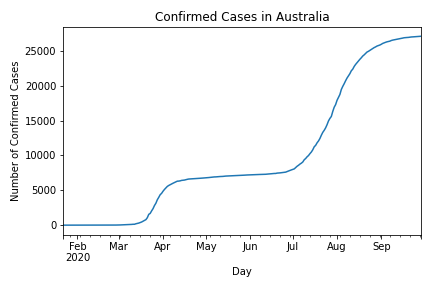 Confirmed Cases in Australia
Number of Confirmed Cases
25000
20000
15000
10000
5000
0
Feb Mar Apr May Jun Jul Aug Sep
2020
Day